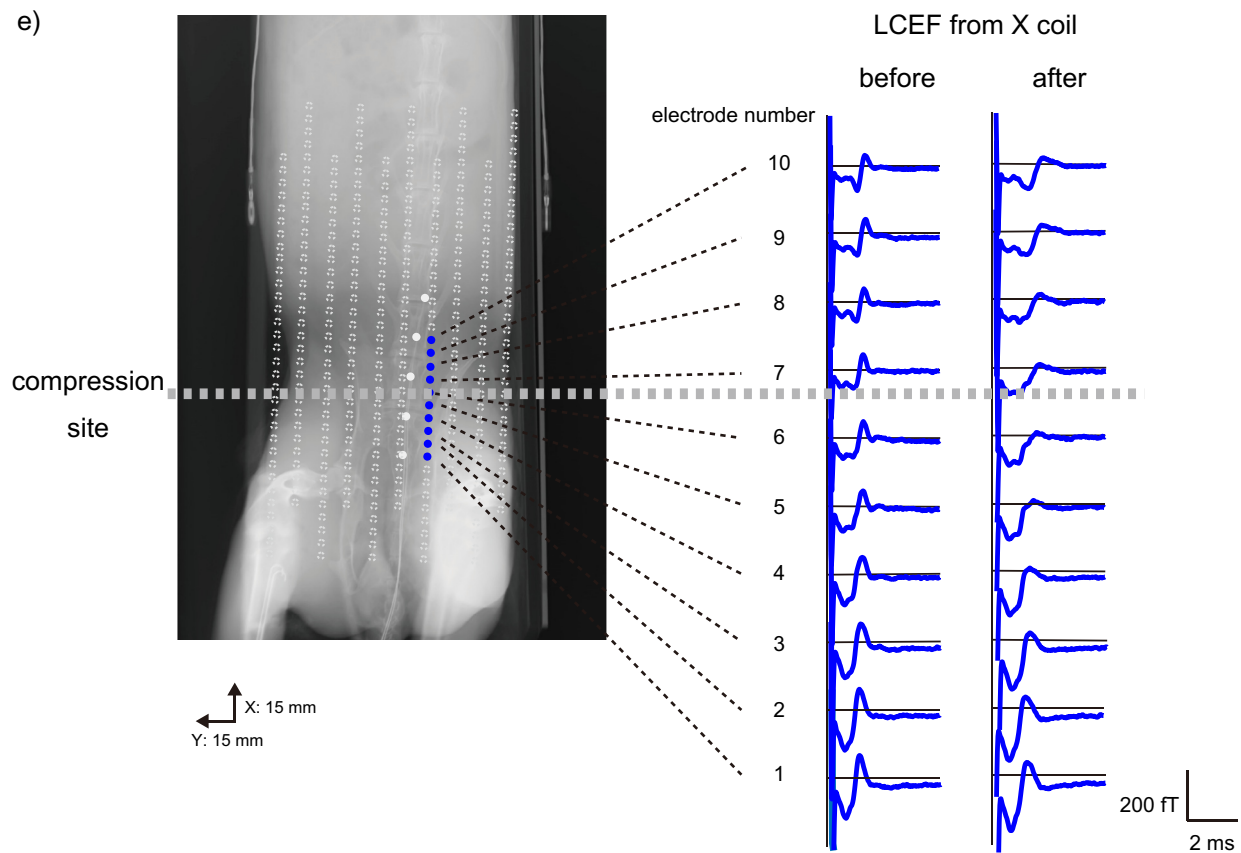 e)
LCEF from X coil
before
after
electrode number
10
9
8
7
compression
site
6
5
4
3
2
1
X: 15 mm
Y: 15 mm
200 fT
2 ms